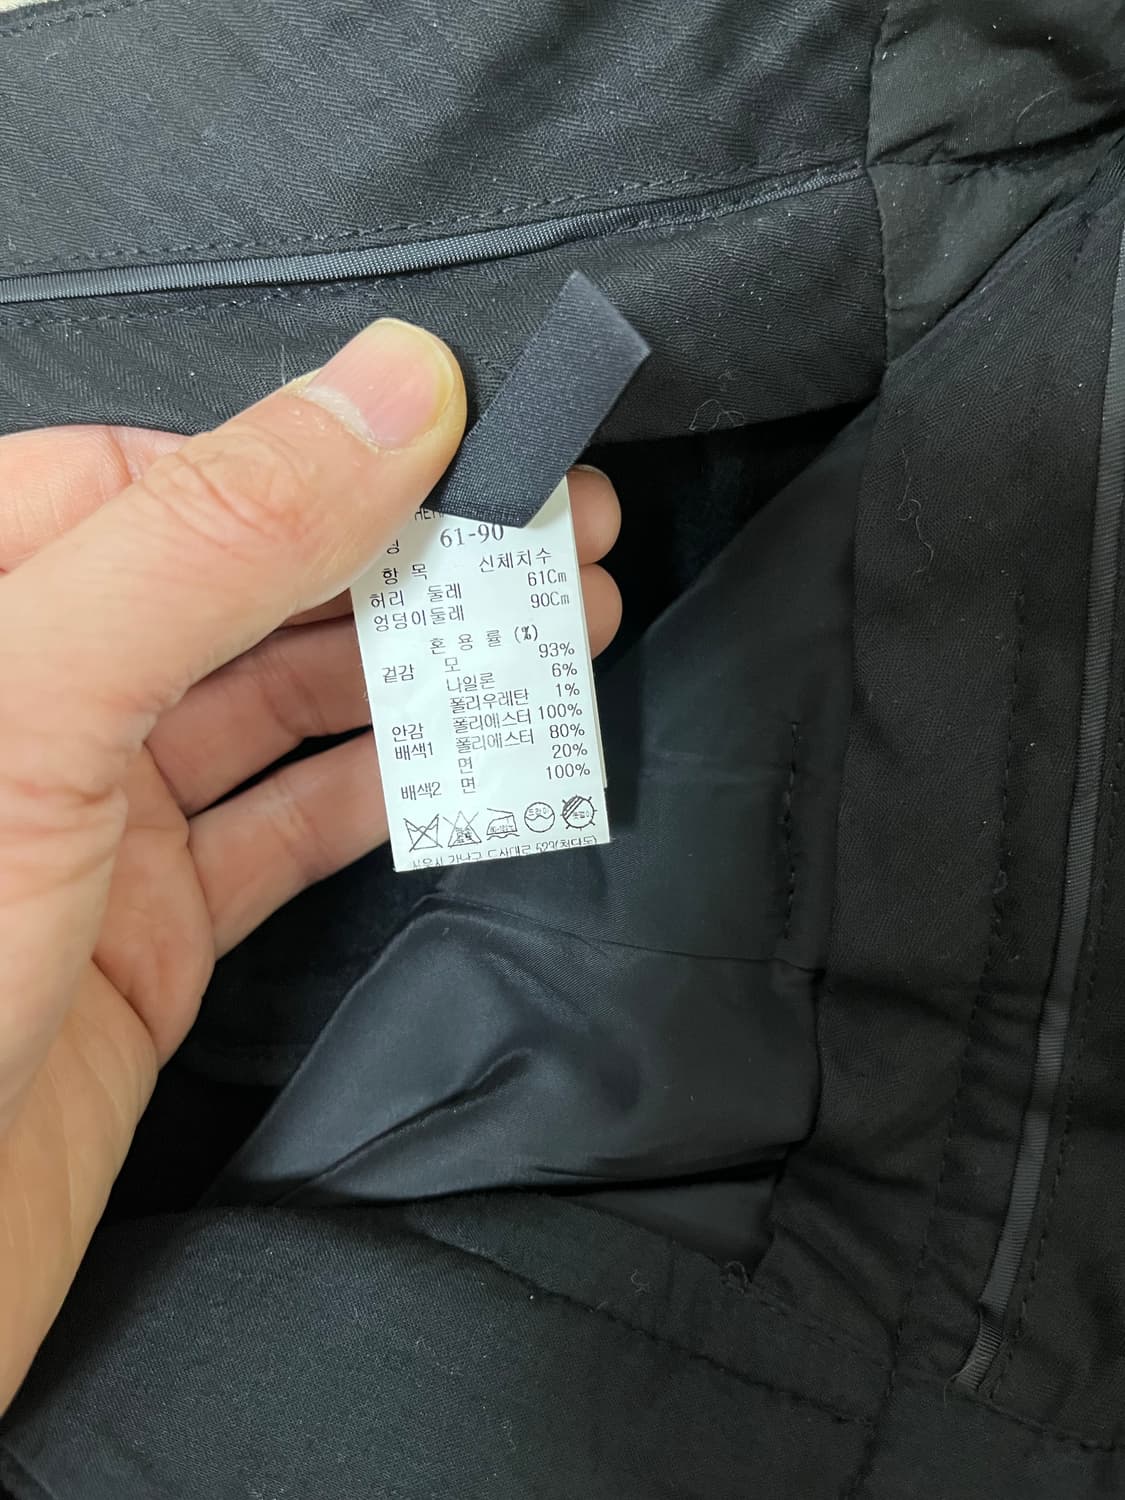 61-90
항 목 신체치수
허리 둘레 61Cm
엉덩이둘레 90Cm
혼 용 률 (%)
겉감 모 93%
나일론 6%
폴리우레탄 1%
안감 폴리에스터 100%
배색1 폴리에스터 80%
면 20%
배색2 면 100%